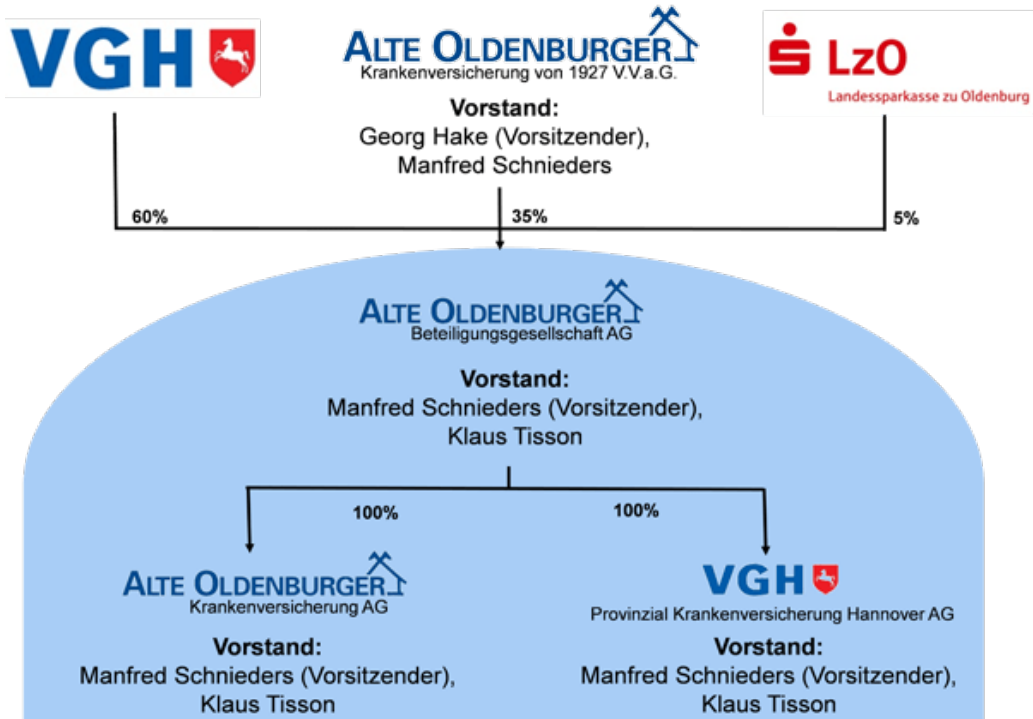 VGH
ALTE OLDENBURGER
Krankenversicherung von 1927 V.V.a.G.
LzO
Landessparkasse zu Oldenburg
Vorstand:
Georg Hake (Vorsitzender),
Manfred Schnieders
60%
35%
5%
ALTE OLDENBURGER
Beteiligungsgesellschaft AG
Vorstand:
Manfred Schnieders (Vorsitzender),
Klaus Tisson
100%
100%
ALTE OLDENBURGER
Krankenversicherung AG
Vorstand:
Manfred Schnieders (Vorsitzender),
Klaus Tisson
VGH
Provinzial Krankenversicherung Hannover AG
Vorstand:
Manfred Schnieders (Vorsitzender),
Klaus Tisson